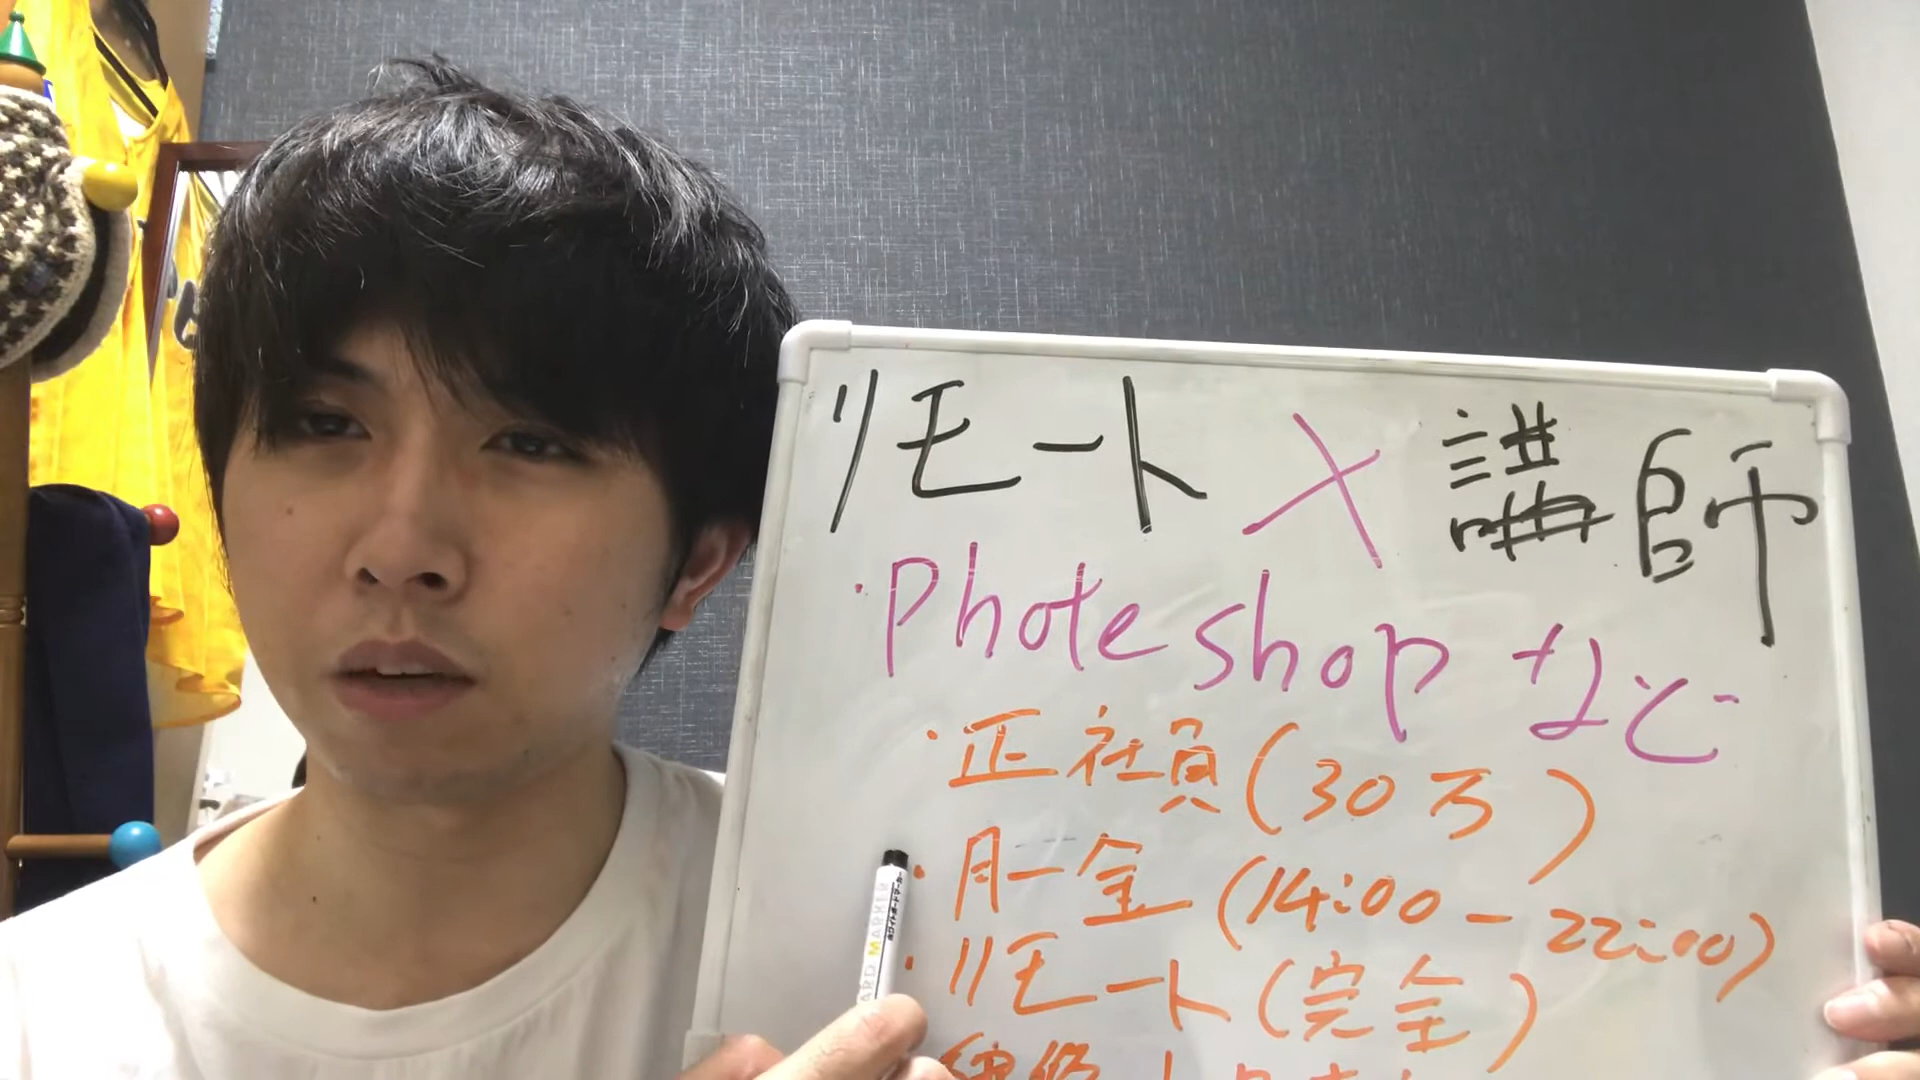 リモート × 講師
・Photeshop など
・正社員(30万)
・月ー金(14:00-22:00)
・リモート(完全)